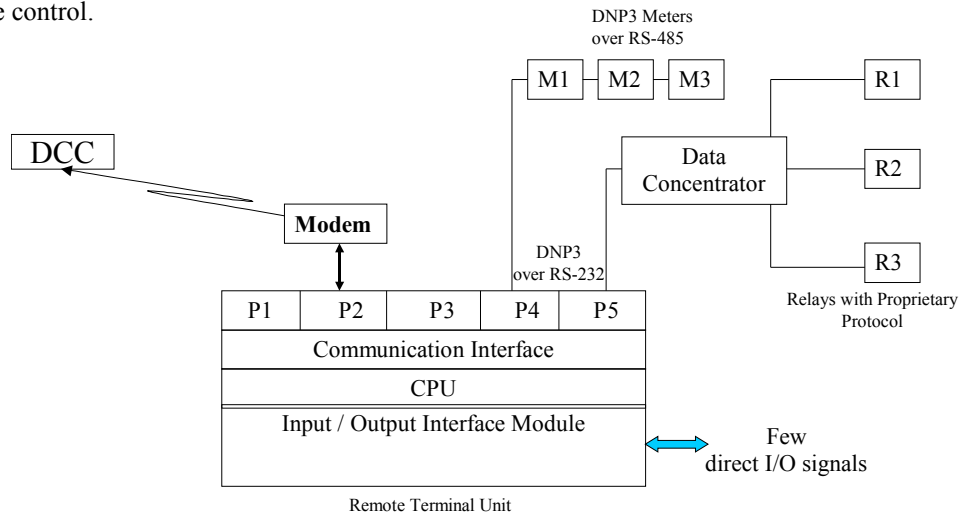 e control.
DNP3 Meters
over RS-485
M1
M2
M3
R1
DCC
Data
Concentrator
R2
Modem
DNP3
over RS-232
R3
Relays with Proprietary
Protocol
P1
P2
P3
P4
P5
Communication Interface
CPU
Input / Output Interface Module
Few
direct I/O signals
Remote Terminal Unit